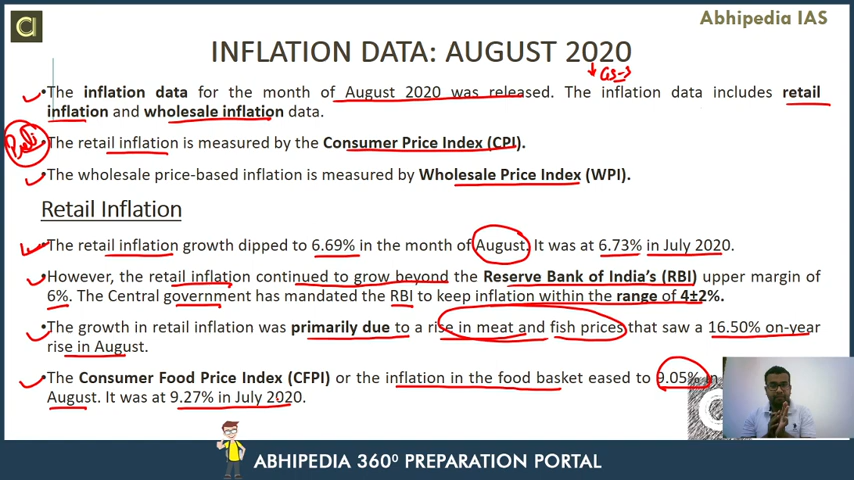 Abhipedia IAS
INFLATION DATA: AUGUST 2020
•The inflation data for the month of August 2020 was released. The inflation data includes retail
inflation and wholesale inflation data.
•The retail inflation is measured by the Consumer Price Index (CPI).
•The wholesale price-based inflation is measured by Wholesale Price Index (WPI).
Retail Inflation
•The retail inflation growth dipped to 6.69% in the month of August. It was at 6.73% in July 2020.
•However, the retail inflation continued to grow beyond the Reserve Bank of India's (RBI) upper margin of
6%. The Central government has mandated the RBI to keep inflation within the range of 4±2%.
•The growth in retail inflation was primarily due to a rise in meat and fish prices that saw a 16.50% on-year
rise in August.
•The Consumer Food Price Index (CFPI) or the inflation in the food basket eased to 9.05% in
August. It was at 9.27% in July 2020.
ABHIPEDIA 360⁰ PREPARATION PORTAL